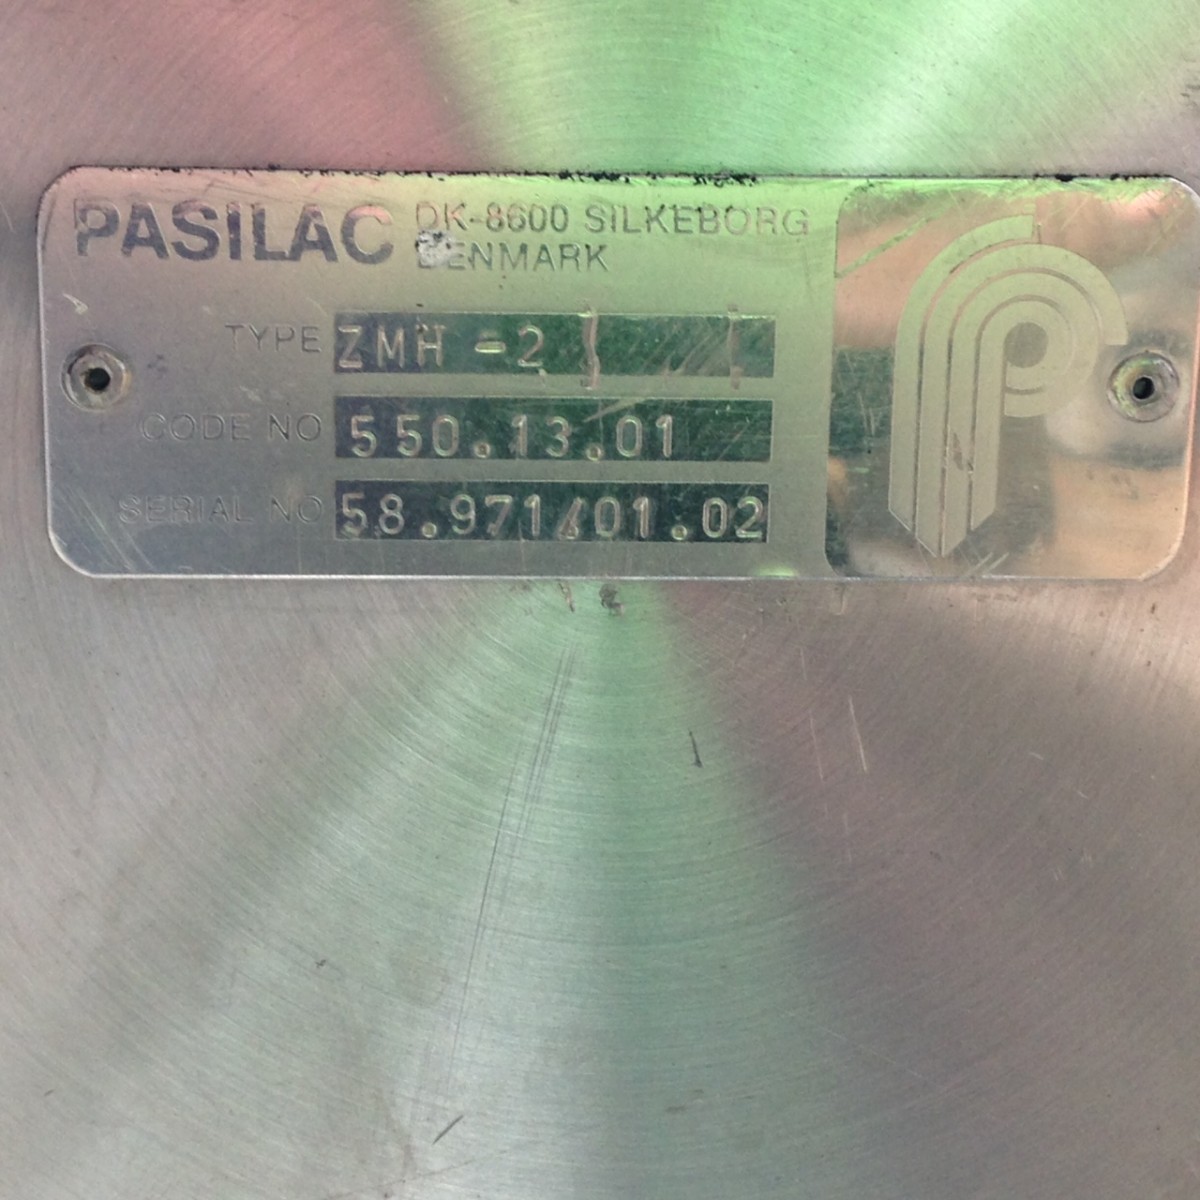 PASILAC DK-8600 SILKEBORG
DENMARK
TYPE ZMH -2
CODE NO 550.13.01
SERIAL NO 58.971/01.02